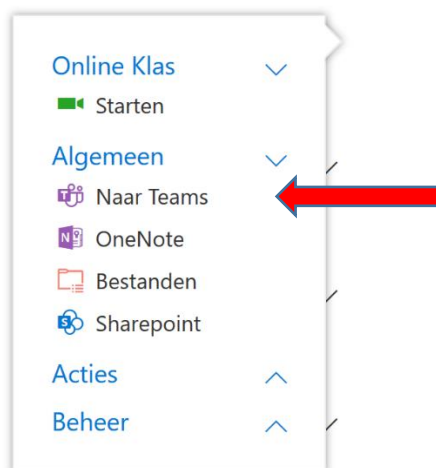 Online Klas
Starten
Algemeen
Naar Teams
OneNote
Bestanden
Sharepoint
Acties
Beheer